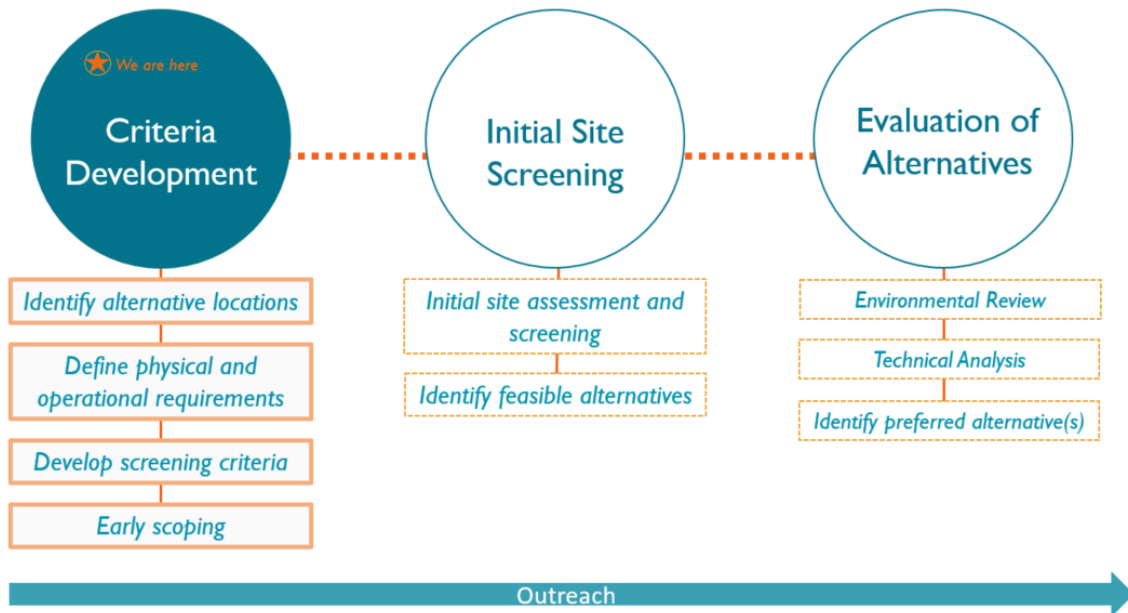 We are here
Criteria
Development
Identify alternative locations
Define physical and
operational requirements
Develop screening criteria
Early scoping
Initial Site
Screening
Initial site assessment and
screening
Identify feasible alternatives
Evaluation of
Alternatives
Environmental Review
Technical Analysis
Identify preferred alternative(s)
Outreach